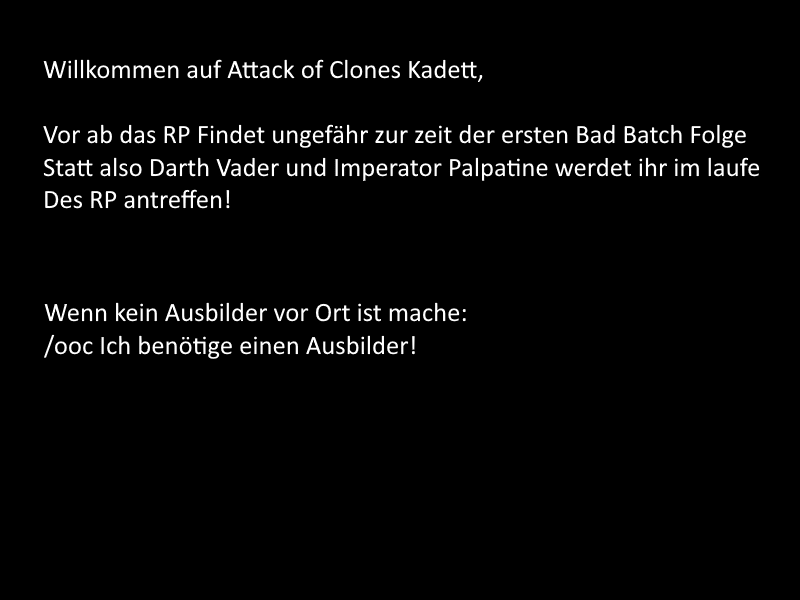 Willkommen auf Attack of Clones Kadett,
Vor ab das RP Findet ungefähr zur zeit der ersten Bad Batch Folge
Statt also Darth Vader und Imperator Palpatine werdet ihr im laufe
Des RP antreffen!
Wenn kein Ausbilder vor Ort ist mache:
/ooc Ich benötige einen Ausbilder!